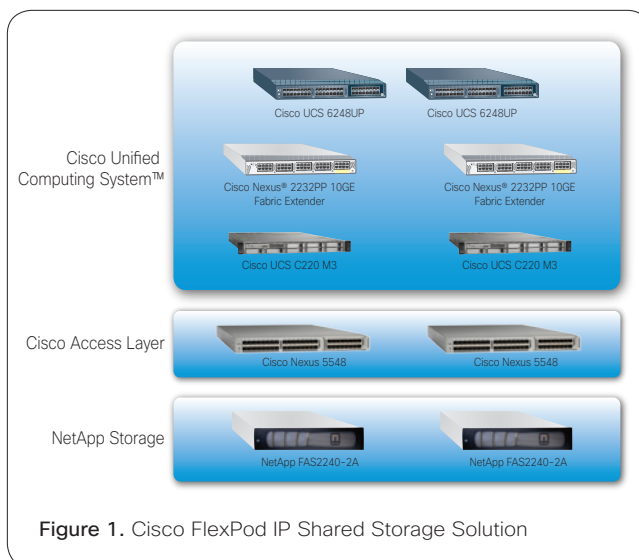 Cisco Unified
Computing System™
Cisco UCS 6248UP
Cisco UCS 6248UP
Cisco Nexus® 2232PP 10GE
Fabric Extender
Cisco Nexus® 2232PP 10GE
Fabric Extender
Cisco UCS C220 M3
Cisco UCS C220 M3
Cisco Access Layer
Cisco Nexus 5548
Cisco Nexus 5548
NetApp Storage
NetApp FAS2240-2A
NetApp FAS2240-2A
Figure 1. Cisco FlexPod IP Shared Storage Solution